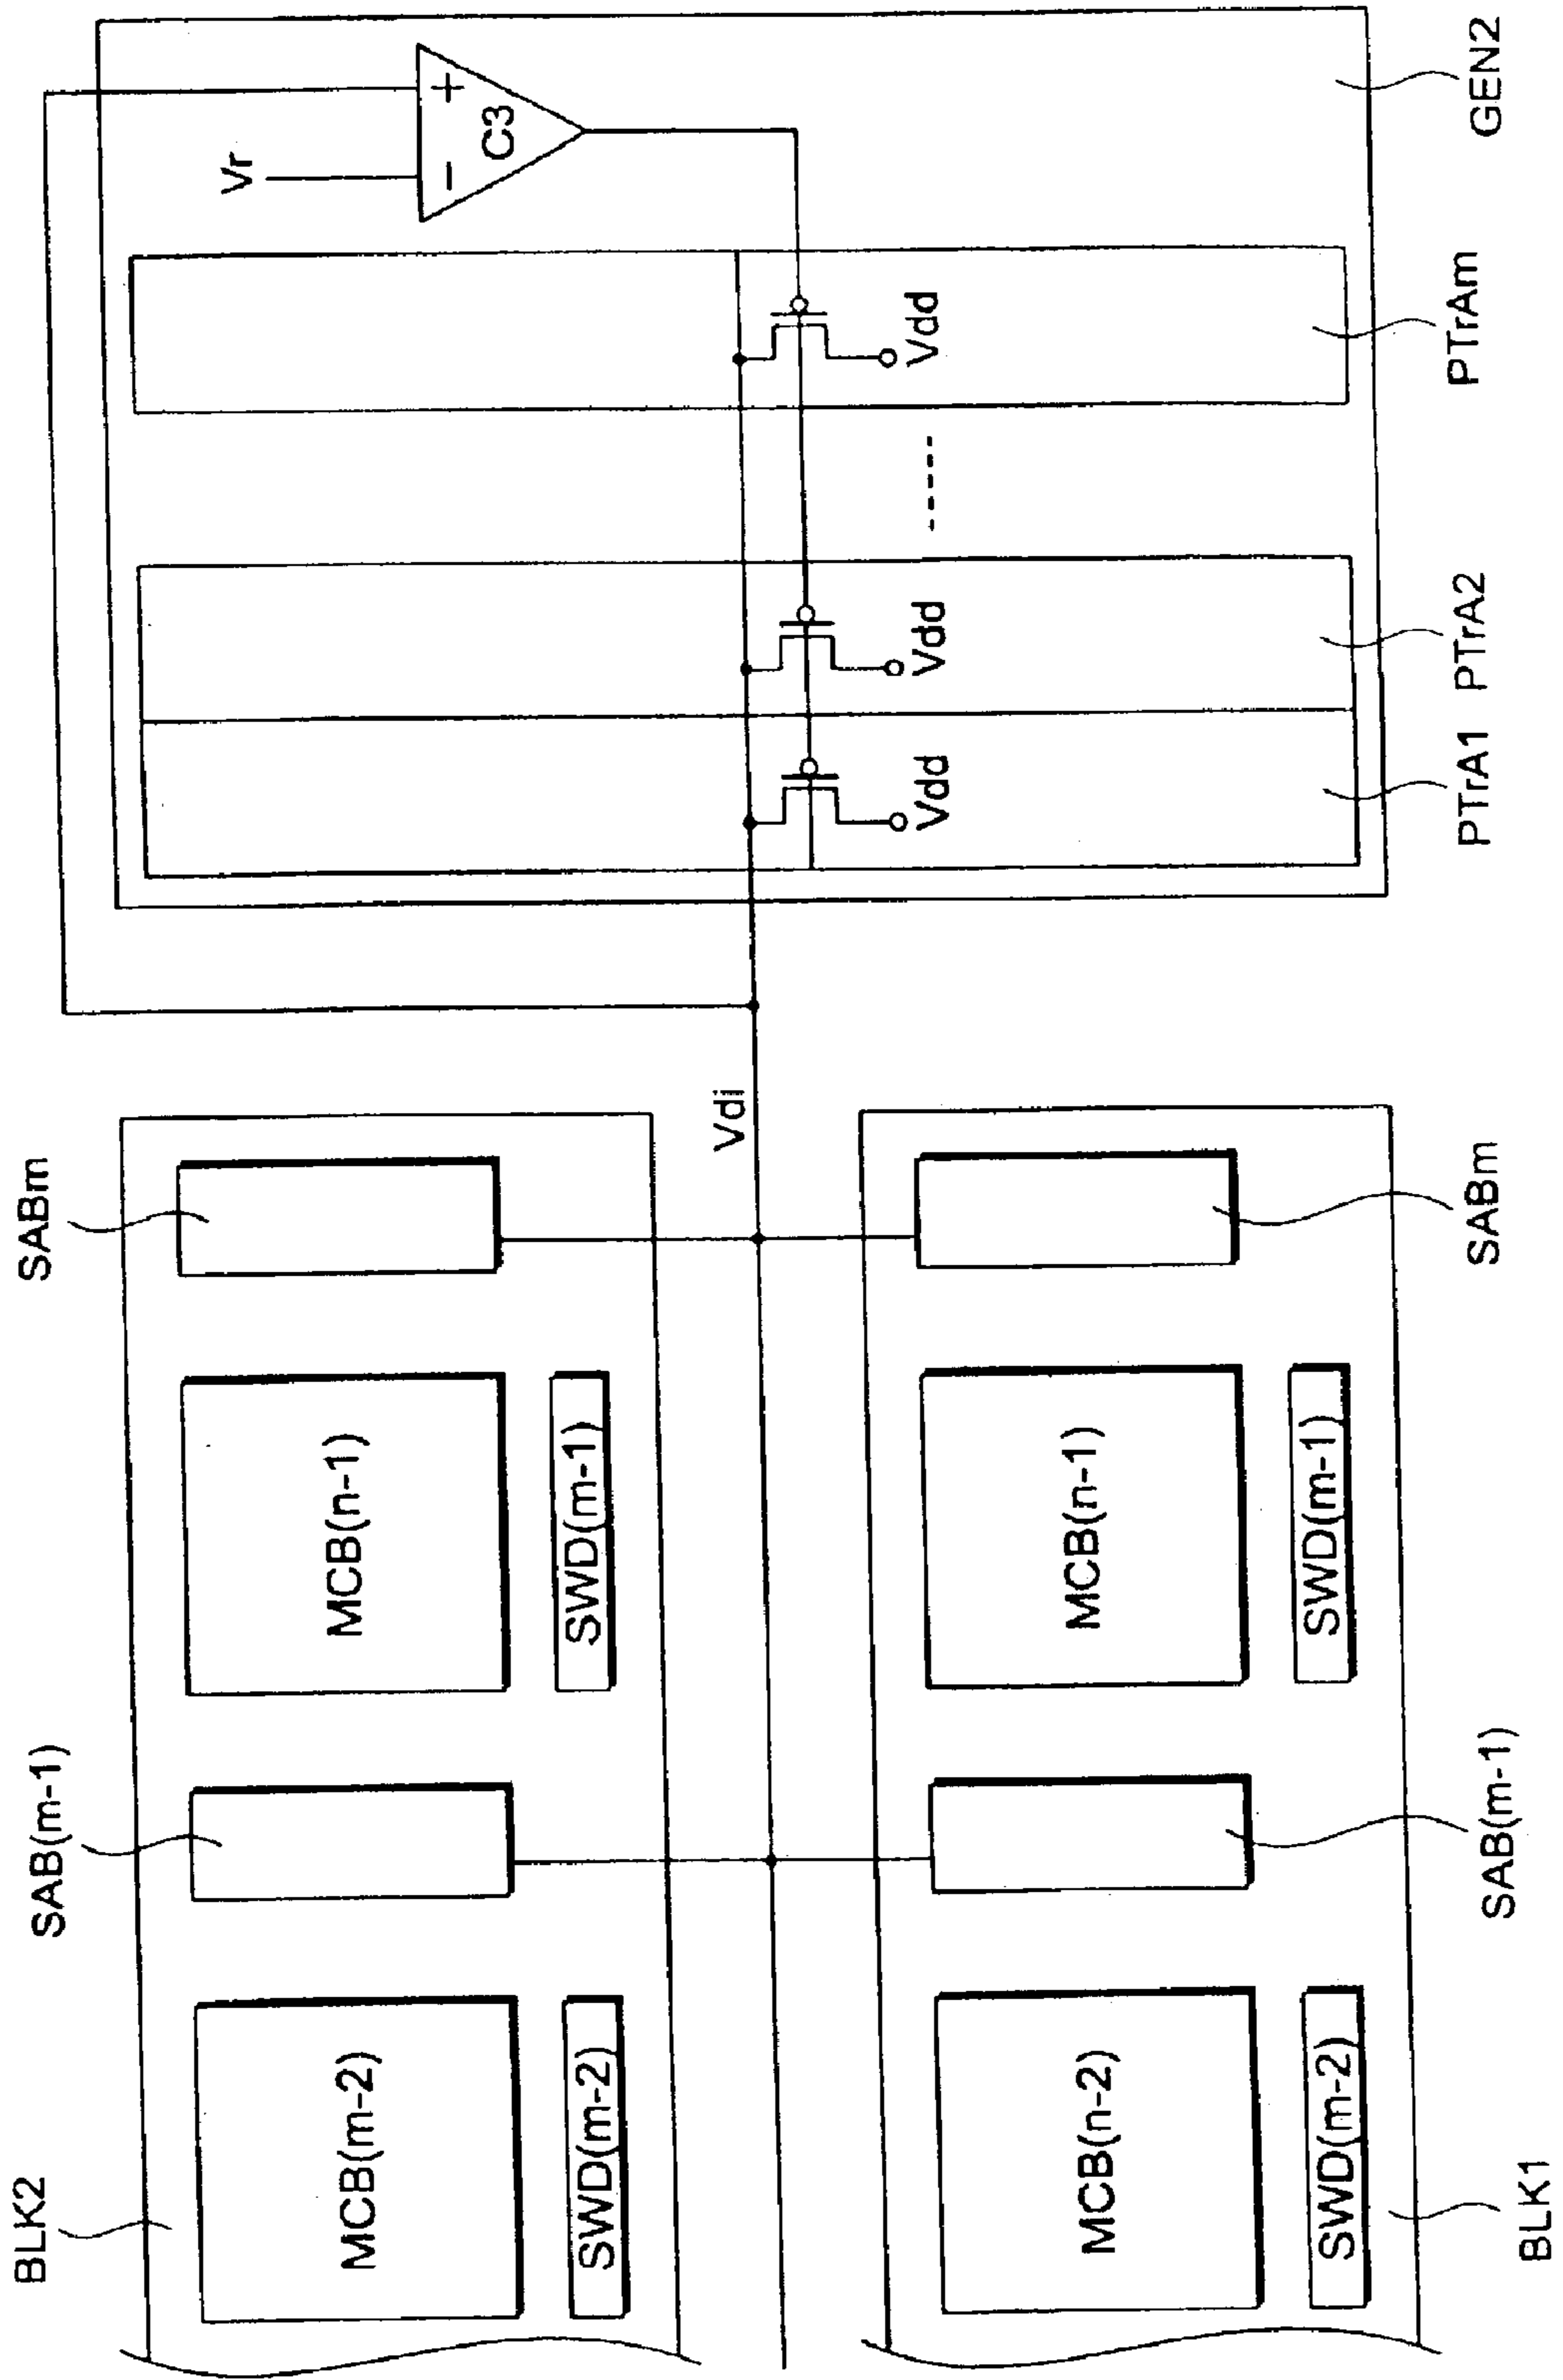 BLK2
SAB(m-1)
SABm
MCB(m-2)
MCB(n-1)
SWD(m-2)
SWD(m-1)
Vdi
MCB(n-2)
MCB(n-1)
SWD(m-2)
SWD(m-1)
BLK1
SAB(m-1)
SABm
Vr
- +
C3
Vdd
Vdd
Vdd
------
PTrA1
PTrA2
PTrAm
GEN2